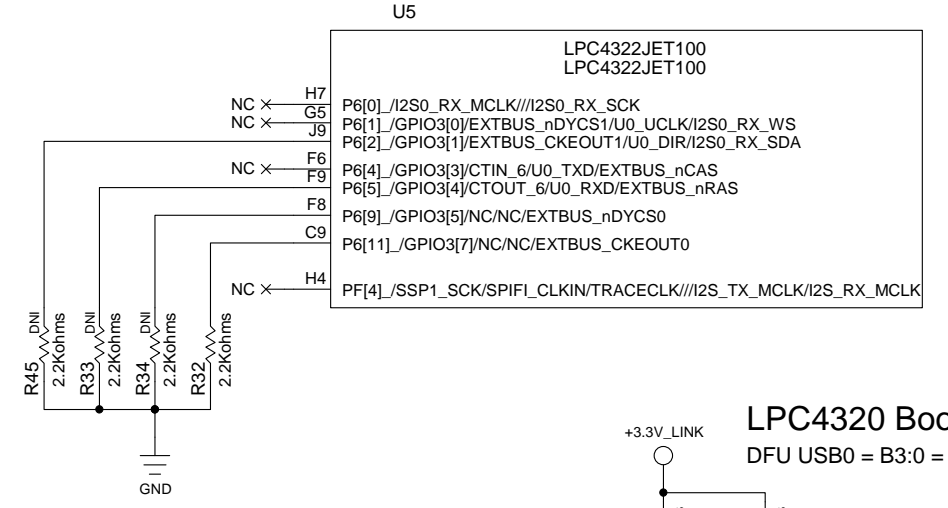 U5
LPC4322JET100
LPC4322JET100
NC H7 P6[0]_/I2S0_RX_MCLK///I2S0_RX_SCK
NC G5 P6[1]_/GPIO3[0]/EXTBUS_nDYCS1/U0_UCLK/I2S0_RX_WS
J9 P6[2]_/GPIO3[1]/EXTBUS_CKEOUT1/U0_DIR/I2S0_RX_SDA
NC F6 P6[4]_/GPIO3[3]/CTIN_6/U0_TXD/EXTBUS_nCAS
F9 P6[5]_/GPIO3[4]/CTOUT_6/U0_RXD/EXTBUS_nRAS
F8 P6[9]_/GPIO3[5]/NC/NC/EXTBUS_nDYCS0
C9 P6[11]_/GPIO3[7]/NC/NC/EXTBUS_CKEOUT0
NC H4 PF[4]_/SSP1_SCK/SPIFI_CLKIN/TRACECLK///I2S_TX_MCLK/I2S_RX_MCLK
R45 DNI 2.2Kohms
R33 DNI 2.2Kohms
R34 DNI 2.2Kohms
R32 2.2Kohms
GND
+3.3V_LINK
LPC4320 Boo
DFU USB0 = B3:0 =